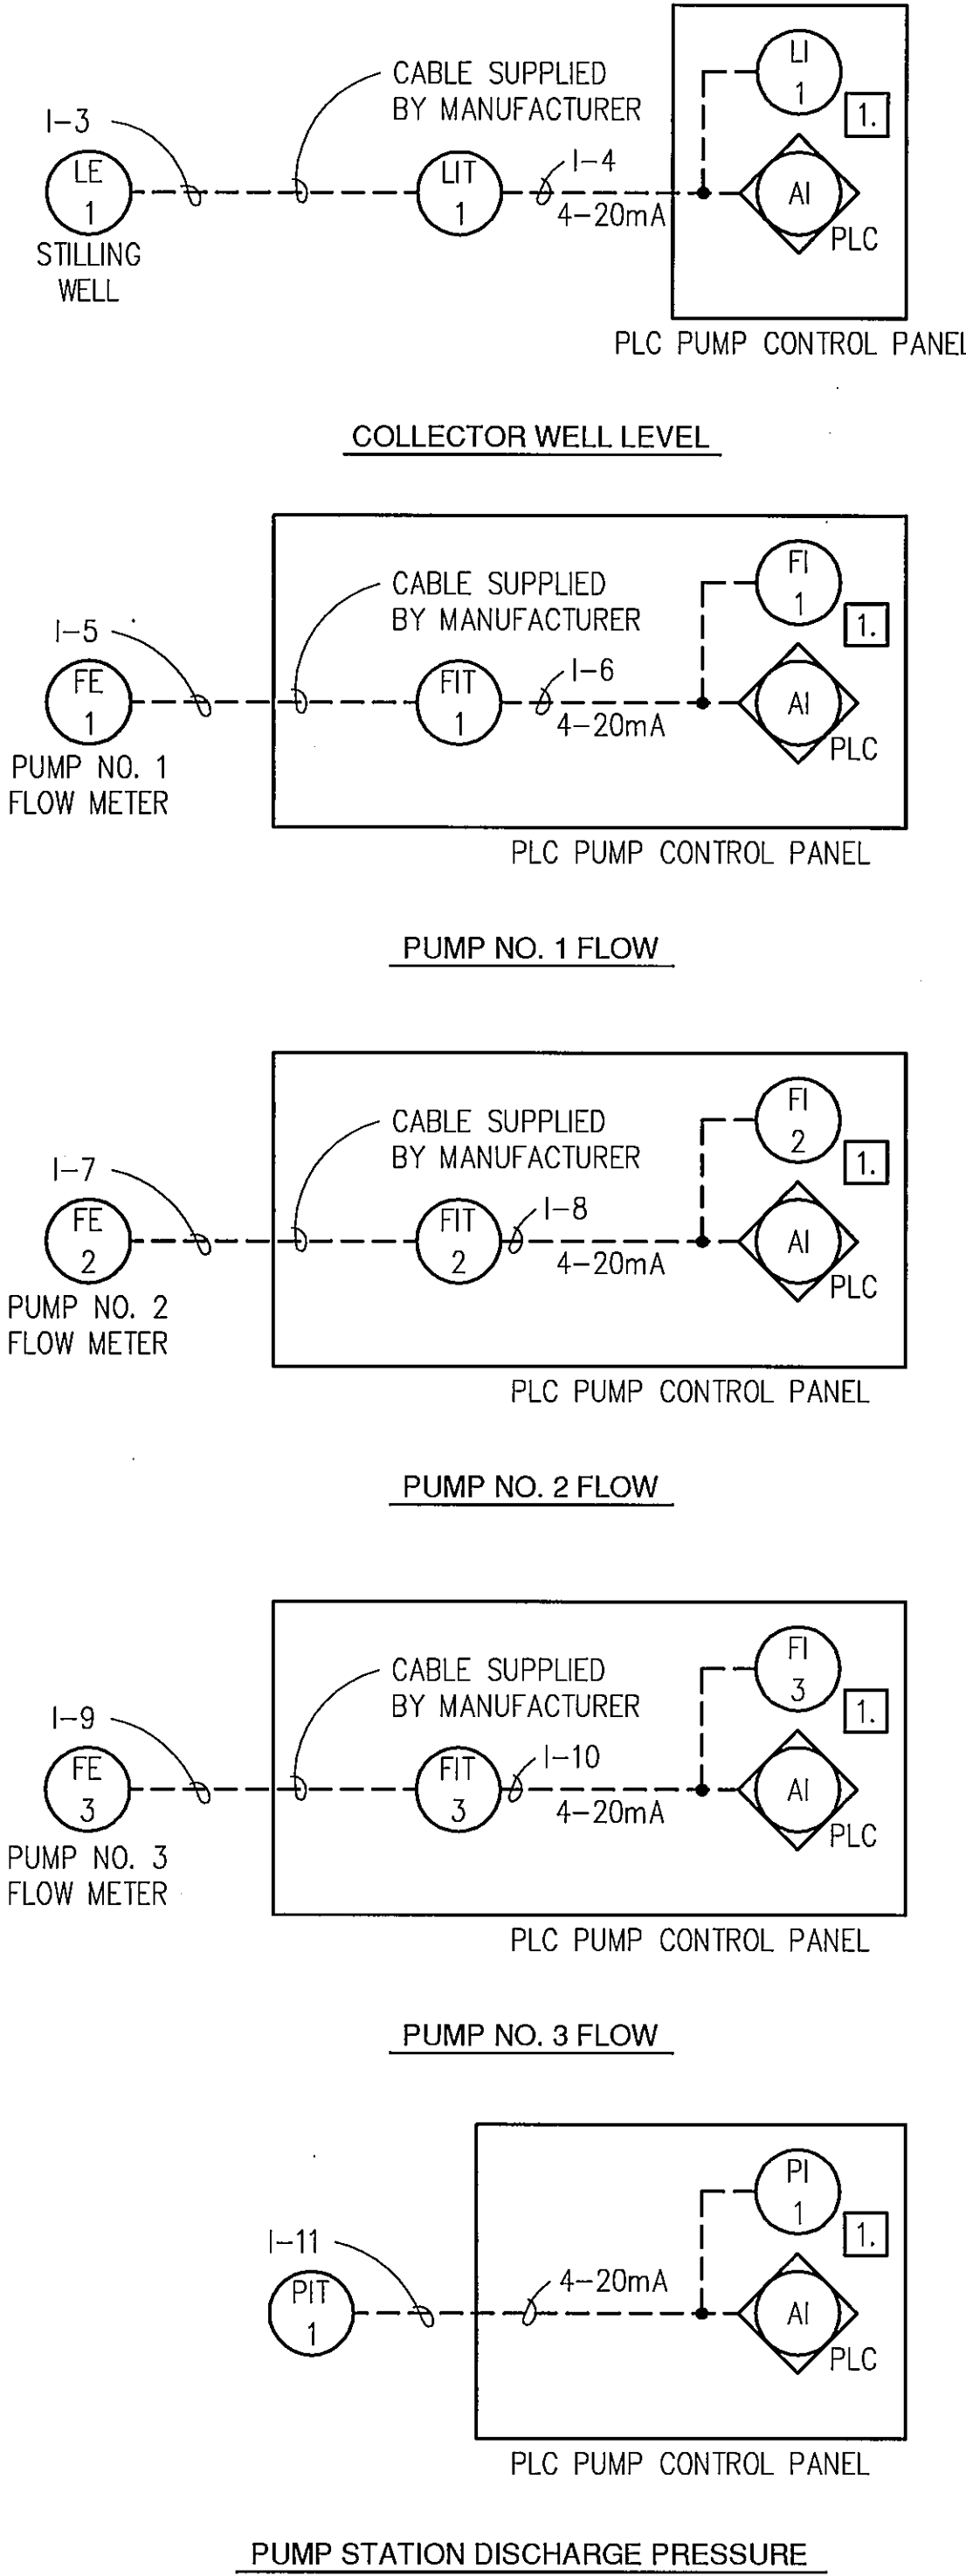 LI
1
1.
CABLE SUPPLIED
BY MANUFACTURER
I-3
LE
1
STILLING
WELL
LIT
1
I-4
4-20mA
AI
PLC
PLC PUMP CONTROL PANEL
COLLECTOR WELL LEVEL
FI
1
1.
CABLE SUPPLIED
BY MANUFACTURER
I-5
FE
1
PUMP NO. 1
FLOW METER
FIT
1
I-6
4-20mA
AI
PLC
PLC PUMP CONTROL PANEL
PUMP NO. 1 FLOW
FI
2
1.
CABLE SUPPLIED
BY MANUFACTURER
I-7
FE
2
PUMP NO. 2
FLOW METER
FIT
2
I-8
4-20mA
AI
PLC
PLC PUMP CONTROL PANEL
PUMP NO. 2 FLOW
FI
3
1.
CABLE SUPPLIED
BY MANUFACTURER
I-9
FE
3
PUMP NO. 3
FLOW METER
FIT
3
I-10
4-20mA
AI
PLC
PLC PUMP CONTROL PANEL
PUMP NO. 3 FLOW
PI
1
1.
I-11
PIT
1
4-20mA
AI
PLC
PLC PUMP CONTROL PANEL
PUMP STATION DISCHARGE PRESSURE